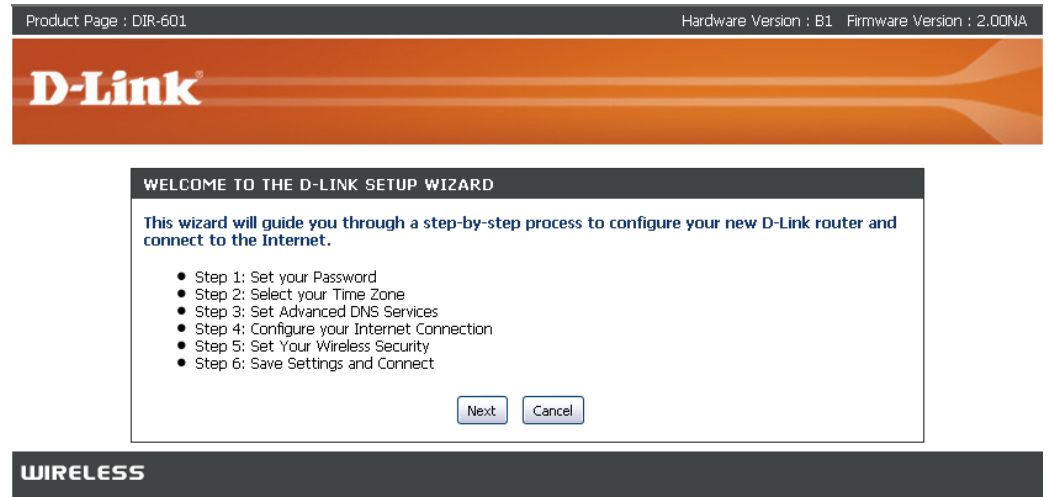 Product Page : DIR-601 Hardware Version : B1 Firmware Version : 2.00NA
D-Link®
WELCOME TO THE D-LINK SETUP WIZARD
This wizard will guide you through a step-by-step process to configure your new D-Link router and
connect to the Internet.
● Step 1: Set your Password
● Step 2: Select your Time Zone
● Step 3: Set Advanced DNS Services
● Step 4: Configure your Internet Connection
● Step 5: Set Your Wireless Security
● Step 6: Save Settings and Connect
Next Cancel
WIRELESS